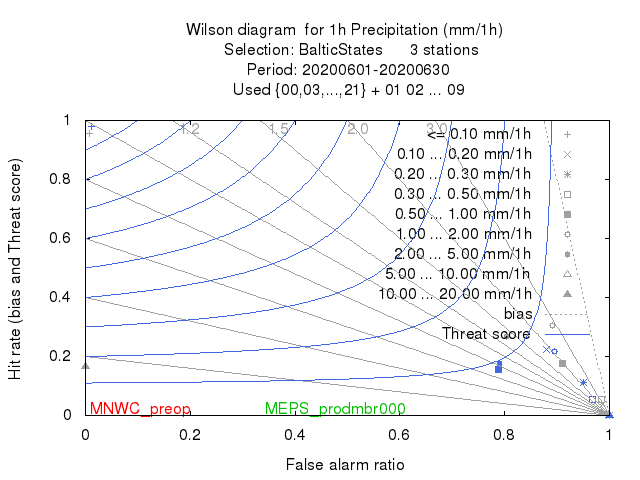 Wilson diagram  for 1h Precipitation (mm/1h)
Selection: BalticStates      3 stations
Period: 20200601-20200630
Used {00,03,...,21} + 01 02 ... 09
1.2 1.5 2.0 3.0
<= 0.10 mm/1h
0.10 ... 0.20 mm/1h
0.20 ... 0.30 mm/1h
0.30 ... 0.50 mm/1h
0.50 ... 1.00 mm/1h
1.00 ... 2.00 mm/1h
2.00 ... 5.00 mm/1h
5.00 ... 10.00 mm/1h
10.00 ... 20.00 mm/1h
bias
Threat score
Hit rate (bias and Threat score)
1
0.8
0.6
0.4
0.2
0
MNWC_preop MEPS_prodmbr000
0 0.2 0.4 0.6 0.8 1
False alarm ratio